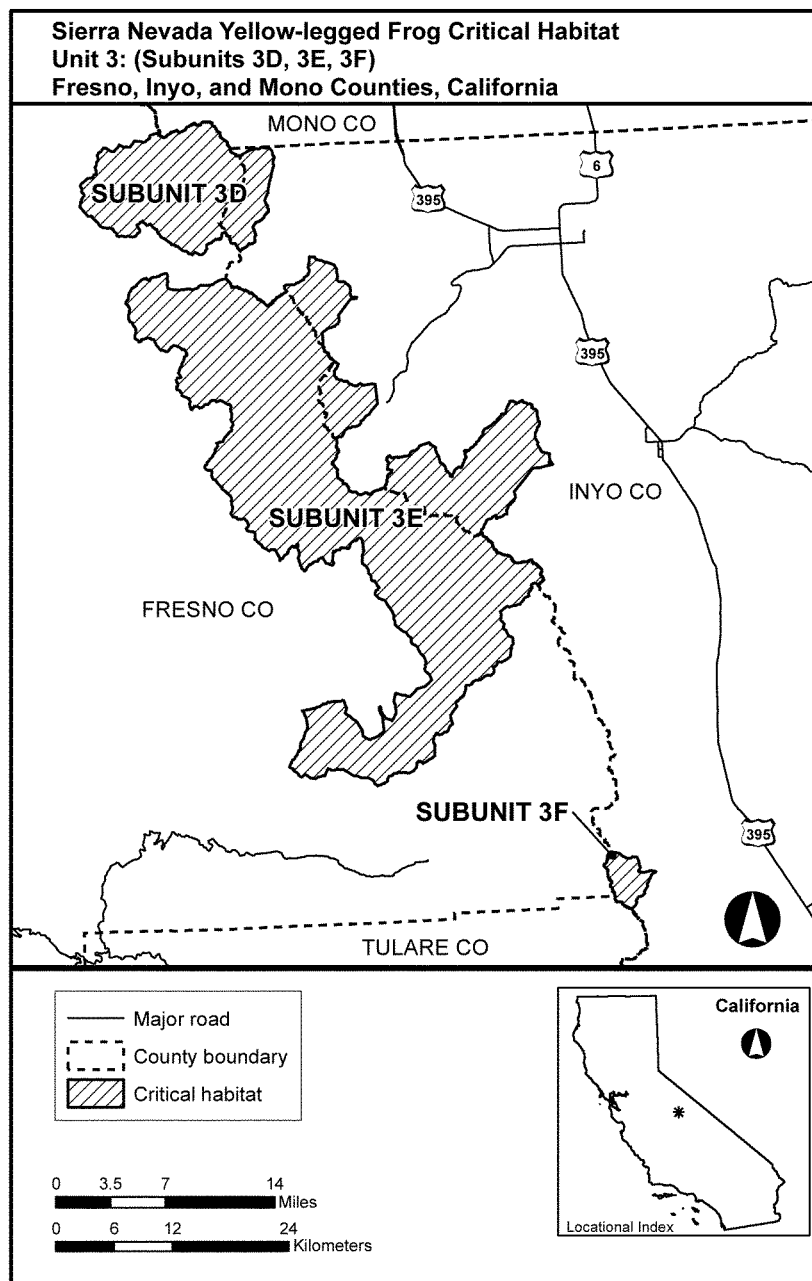 Sierra Nevada Yellow-legged Frog Critical Habitat
Unit 3: (Subunits 3D, 3E, 3F)
Fresno, Inyo, and Mono Counties, California
MONO CO
SUBUNIT 3D
395
6
395
INYO CO
SUBUNIT 3E
FRESNO CO
SUBUNIT 3F
395
TULARE CO
Major road
County boundary
Critical habitat
0 3.5 7 14
Miles
0 6 12 24
Kilometers
California
Locational Index